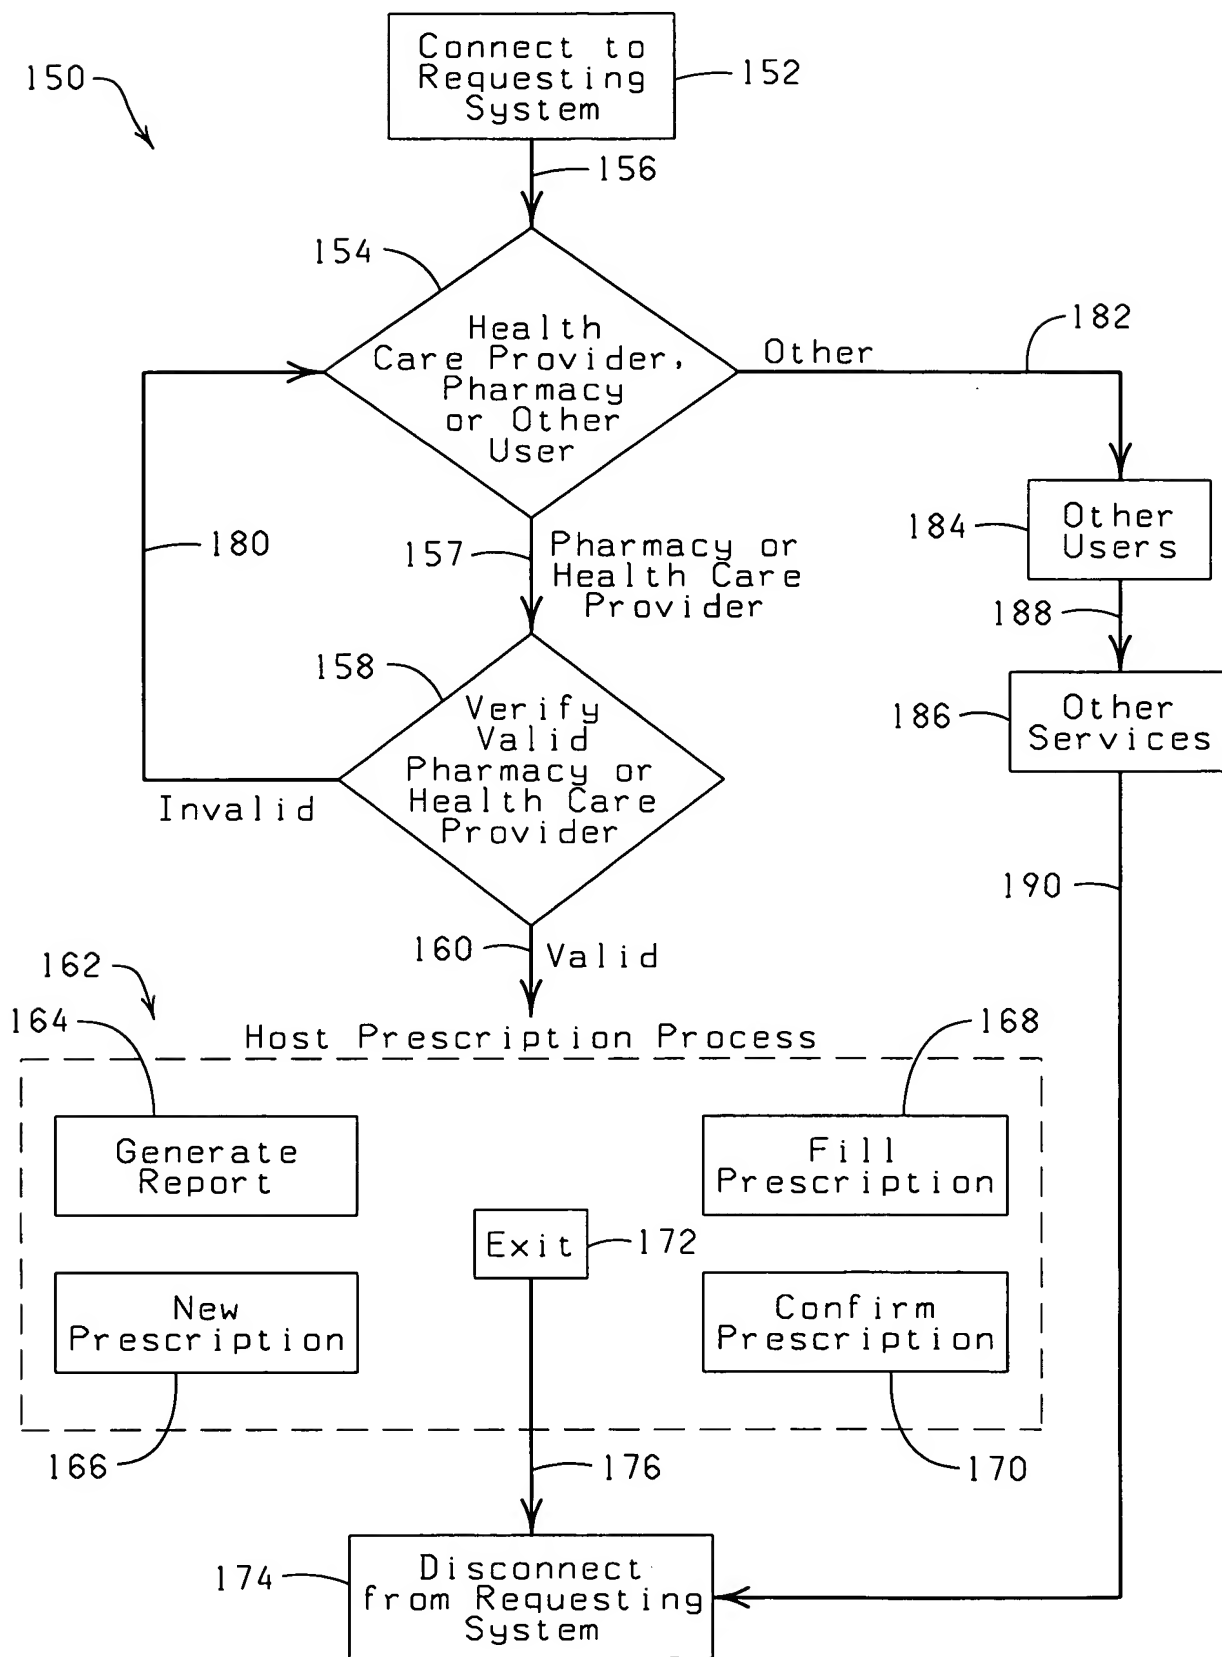 Connect to
Requesting
System
150
152
156
154
Health
Care Provider,
Pharmacy
or Other
User
Other
182
180
157
Pharmacy or
Health Care
Provider
184
Other
Users
188
158
Verify
Valid
Pharmacy or
Health Care
Provider
Invalid
186
Other
Services
190
160
Valid
162
164
Host Prescription Process
168
Generate
Report
Fill
Prescription
Exit
172
New
Prescription
Confirm
Prescription
166
176
170
174
Disconnect
from Requesting
System